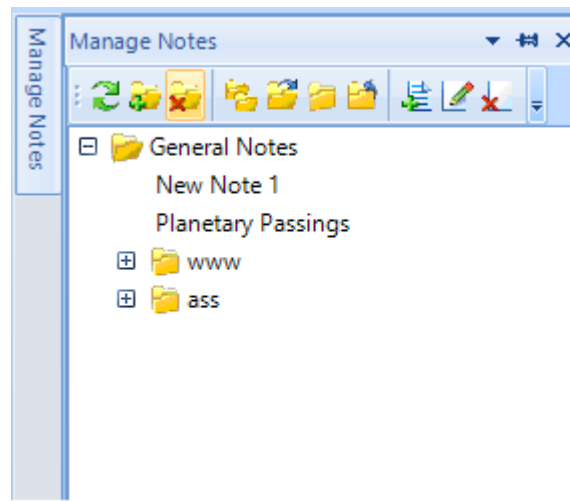 Manage Notes
Manage Notes
General Notes
New Note 1
Planetary Passings
www
ass